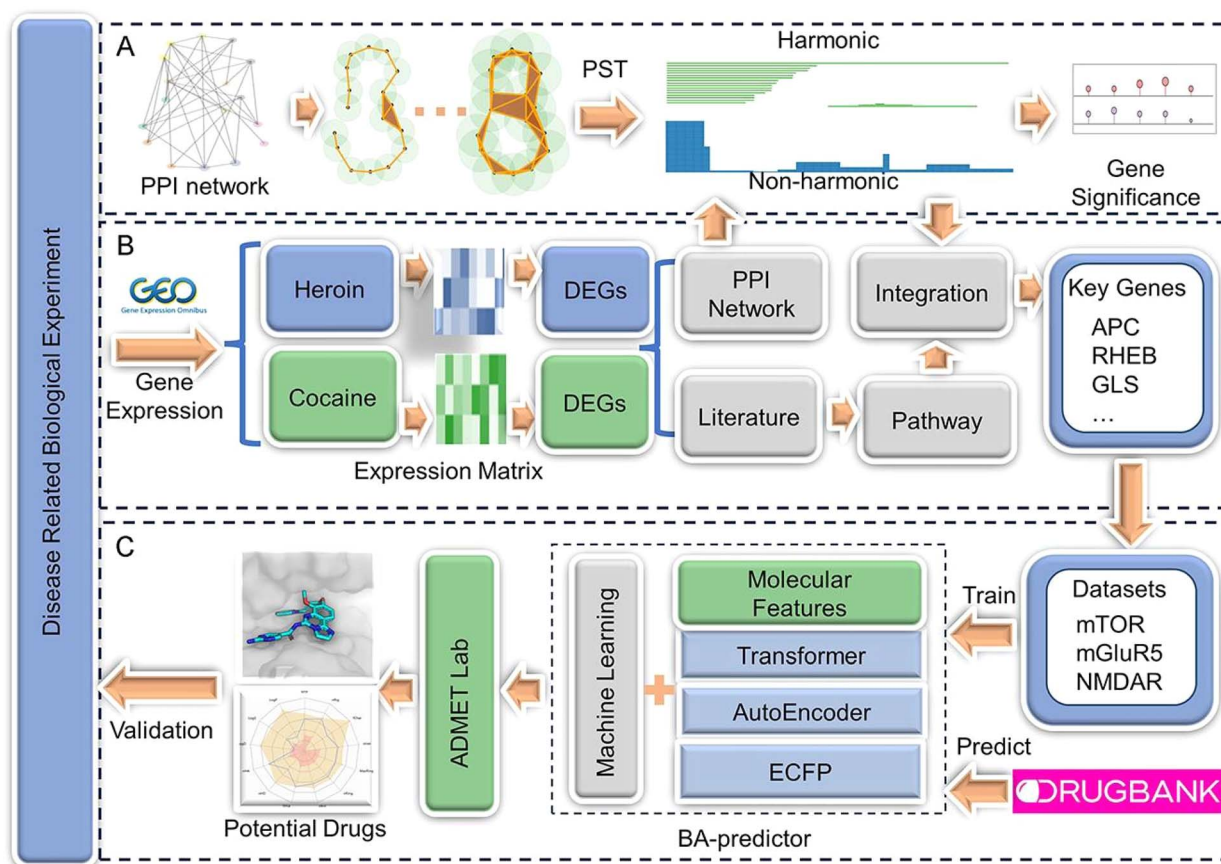 Disease Related Biological Experiment
A
PPI network
PST
Harmonic
Non-harmonic
Gene
Significance
B
GEO
Gene Expression Omnibus
Gene
Expression
Heroin
Cocaine
Expression Matrix
DEGs
DEGs
PPI
Network
Literature
Integration
Pathway
Key Genes
APC
RHEB
GLS
...
C
Validation
Potential Drugs
ADMET Lab
Machine Learning
Molecular
Features
Transformer
AutoEncoder
ECFP
BA-predictor
Train
Predict
Datasets
mTOR
mGluR5
NMDAR
DRUGBANK